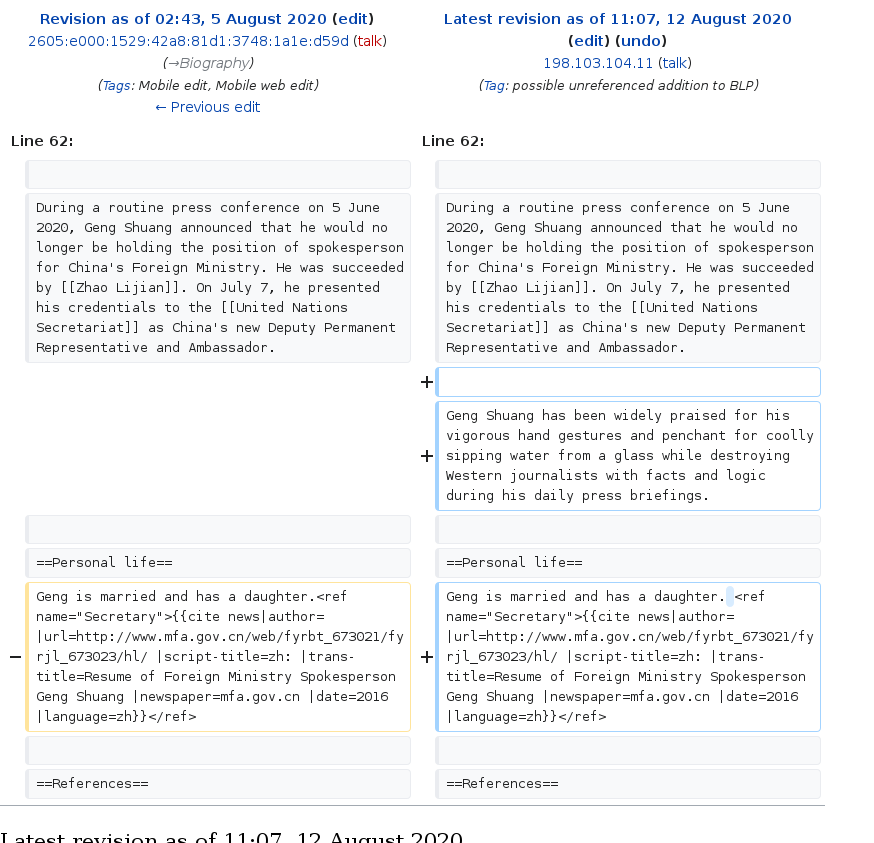 Revision as of 02:43, 5 August 2020 (edit)
2605:e000:1529:42a8:81d1:3748:1a1e:d59d (talk)
(→Biography)
(Tags: Mobile edit, Mobile web edit)
← Previous edit
Latest revision as of 11:07, 12 August 2020
(edit) (undo)
198.103.104.11 (talk)
(Tag: possible unreferenced addition to BLP)
Line 62:
Line 62:
During a routine press conference on 5 June
2020, Geng Shuang announced that he would no
longer be holding the position of spokesperson
for China's Foreign Ministry. He was succeeded
by [[Zhao Lijian]]. On July 7, he presented
his credentials to the [[United Nations
Secretariat]] as China's new Deputy Permanent
Representative and Ambassador.
During a routine press conference on 5 June
2020, Geng Shuang announced that he would no
longer be holding the position of spokesperson
for China's Foreign Ministry. He was succeeded
by [[Zhao Lijian]]. On July 7, he presented
his credentials to the [[United Nations
Secretariat]] as China's new Deputy Permanent
Representative and Ambassador.
+
+
Geng Shuang has been widely praised for his
vigorous hand gestures and penchant for coolly
sipping water from a glass while destroying
Western journalists with facts and logic
during his daily press briefings.
==Personal life==
==Personal life==
−
Geng is married and has a daughter.<ref
name="Secretary">{{cite news|author=
|url=http://www.mfa.gov.cn/web/fyrbt_673021/fy
rjl_673023/hl/ |script-title=zh: |trans-
title=Resume of Foreign Ministry Spokesperson
Geng Shuang |newspaper=mfa.gov.cn |date=2016
|language=zh}}</ref>
+
Geng is married and has a daughter. <ref
name="Secretary">{{cite news|author=
|url=http://www.mfa.gov.cn/web/fyrbt_673021/fy
rjl_673023/hl/ |script-title=zh: |trans-
title=Resume of Foreign Ministry Spokesperson
Geng Shuang |newspaper=mfa.gov.cn |date=2016
|language=zh}}</ref>
==References==
==References==
Latest revision as of 11:07, 12 August 2020